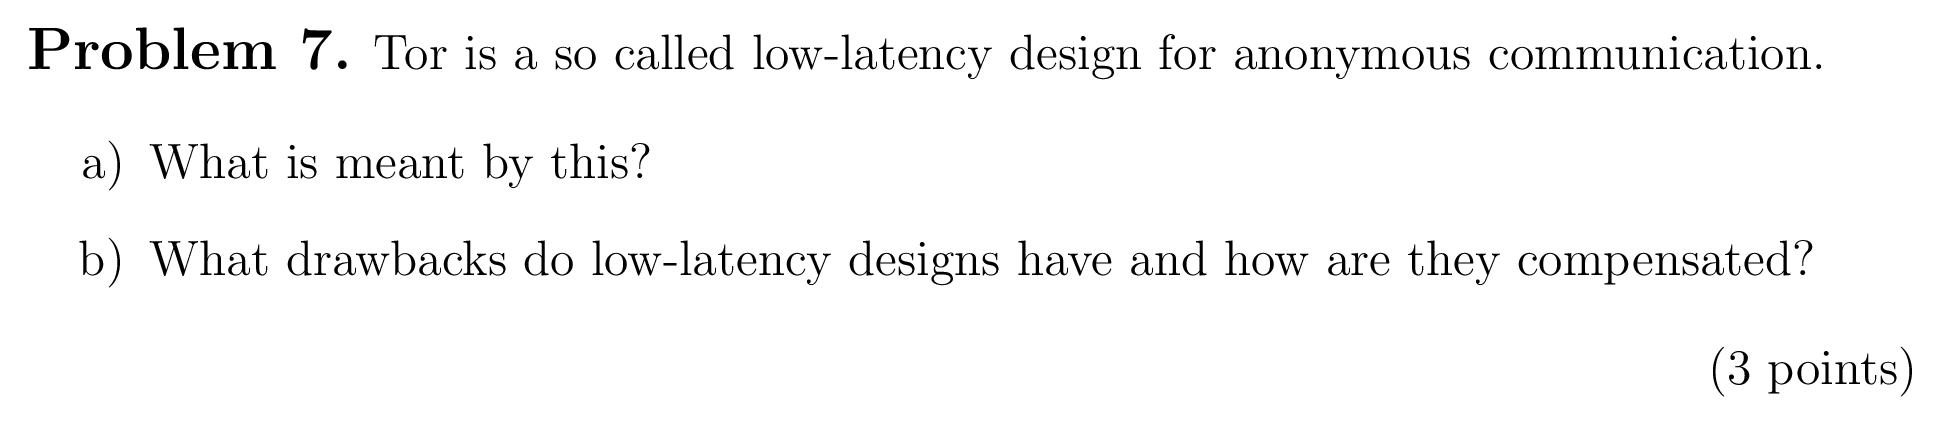 Problem 7. Tor is a so called low-latency design for anonymous communication.
a) What is meant by this?
b) What drawbacks do low-latency designs have and how are they compensated?
(3 points)